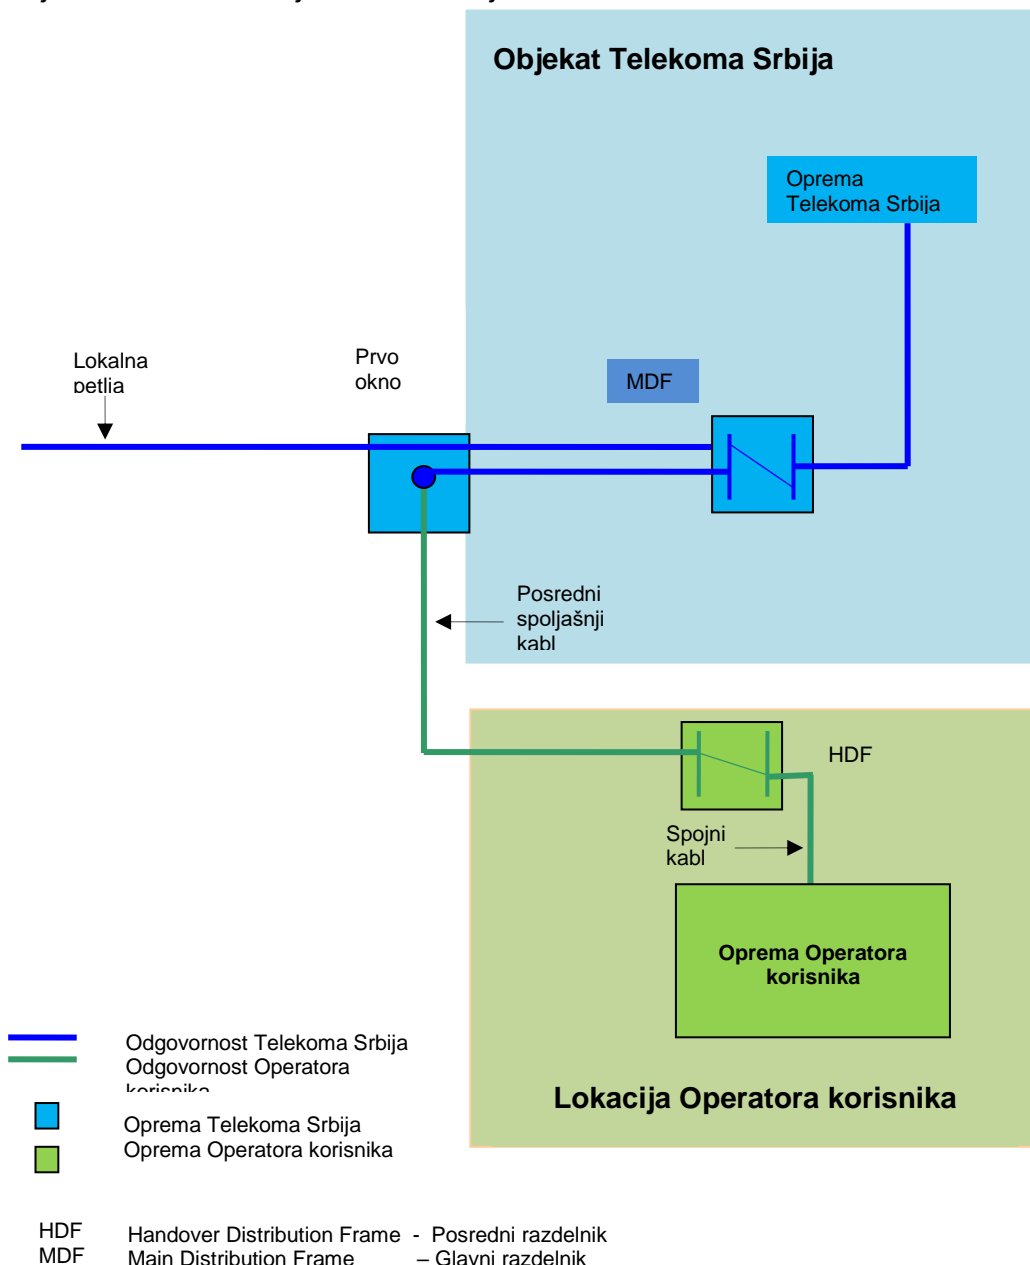 Objekat Telekoma Srbija
Oprema
Telekoma Srbija
Lokalna
petlja
Prvo
okno
MDF
Posredni
spoljašnji
kabl
HDF
Spojni
kabl
Oprema Operatora
korisnika
Lokacija Operatora korisnika
Odgovornost Telekoma Srbija
Odgovornost Operatora
korisnika
Oprema Telekoma Srbija
Oprema Operatora korisnika
HDF Handover Distribution Frame - Posredni razdelnik
MDF Main Distribution Frame – Glavni razdelnik